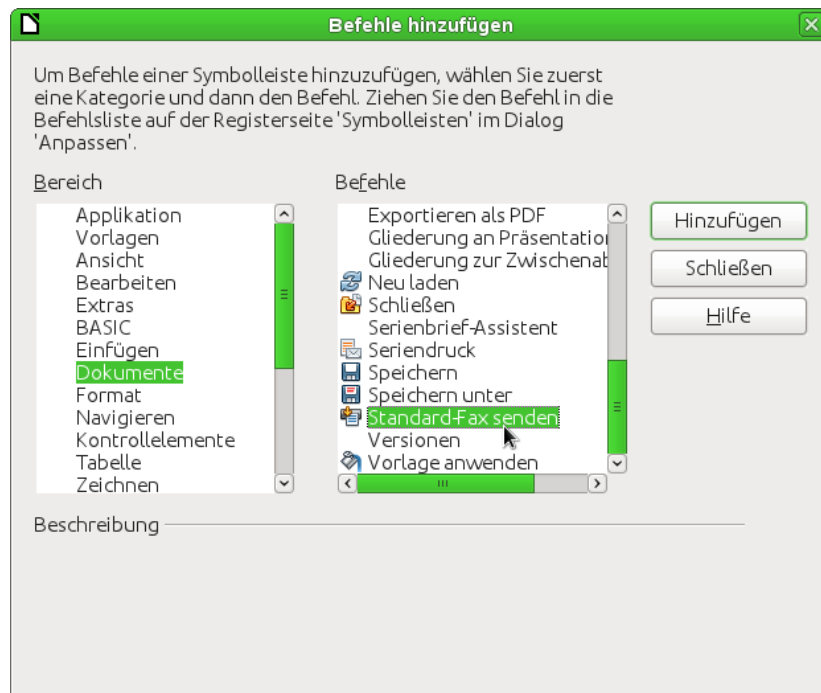 Befehle hinzufügen
Um Befehle einer Symbolleiste hinzuzufügen, wählen Sie zuerst
eine Kategorie und dann den Befehl. Ziehen Sie den Befehl in die
Befehlsliste auf der Registerseite 'Symbolleisten' im Dialog
'Anpassen'.
Bereich
Applikation
Vorlagen
Ansicht
Bearbeiten
Extras
BASIC
Einfügen
Dokumente
Format
Navigieren
Kontrollelemente
Tabelle
Zeichnen
Befehle
Exportieren als PDF
Gliederung an Präsentation
Gliederung zur Zwischenab
Neu laden
Schließen
Serienbrief-Assistent
Seriendruck
Speichern
Speichern unter
Standard-Fax senden
Versionen
Vorlage anwenden
Hinzufügen
Schließen
Hilfe
Beschreibung